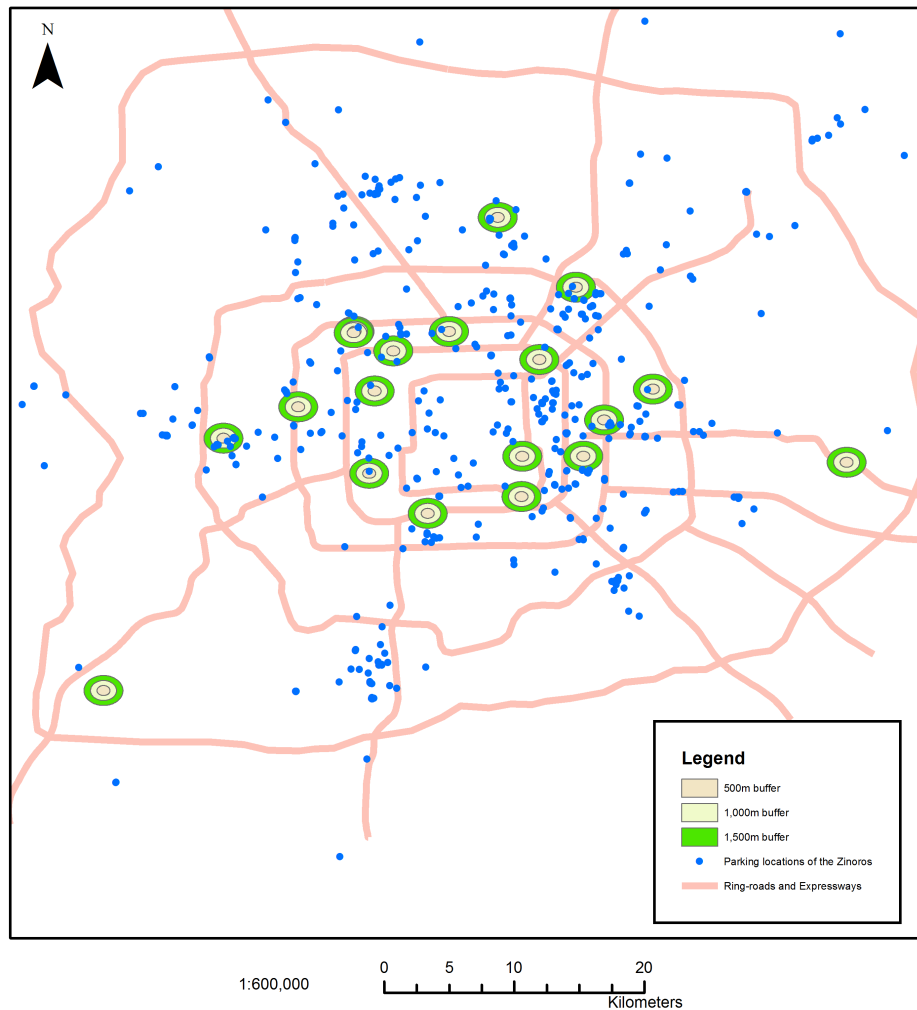 N
Legend
500m buffer
1,000m buffer
1,500m buffer
Parking locations of the Zinoros
Ring-roads and Expressways
1:600,000
0 5 10 20
Kilometers